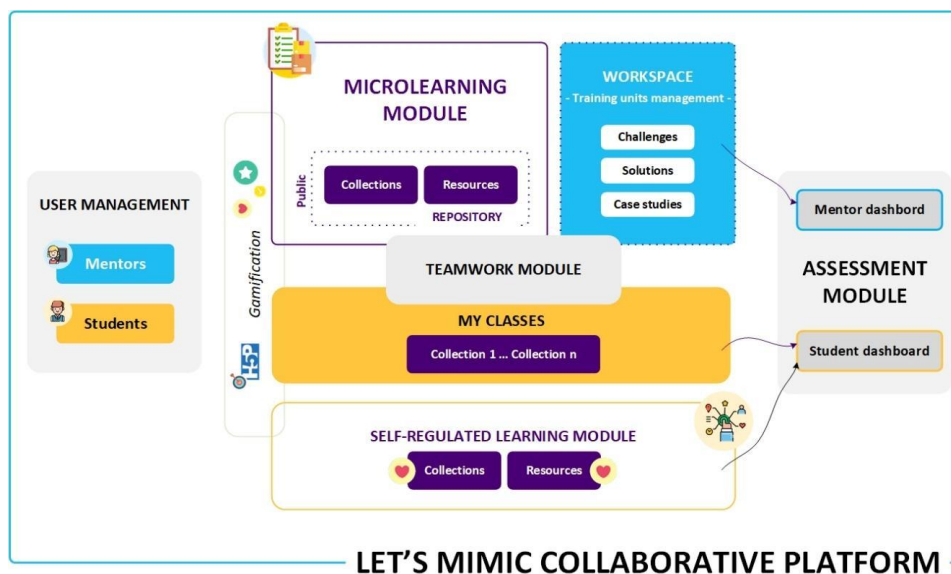 MICROLEARNING
MODULE
Public
Collections
Resources
REPOSITORY
WORKSPACE
- Training units management -
Challenges
Solutions
Case studies
USER MANAGEMENT
Mentors
Students
Gamification
H5P
TEAMWORK MODULE
MY CLASSES
Collection 1 ... Collection n
SELF-REGULATED LEARNING MODULE
Collections
Resources
Mentor dashbord
ASSESSMENT
MODULE
Student dashboard
LET'S MIMIC COLLABORATIVE PLATFORM